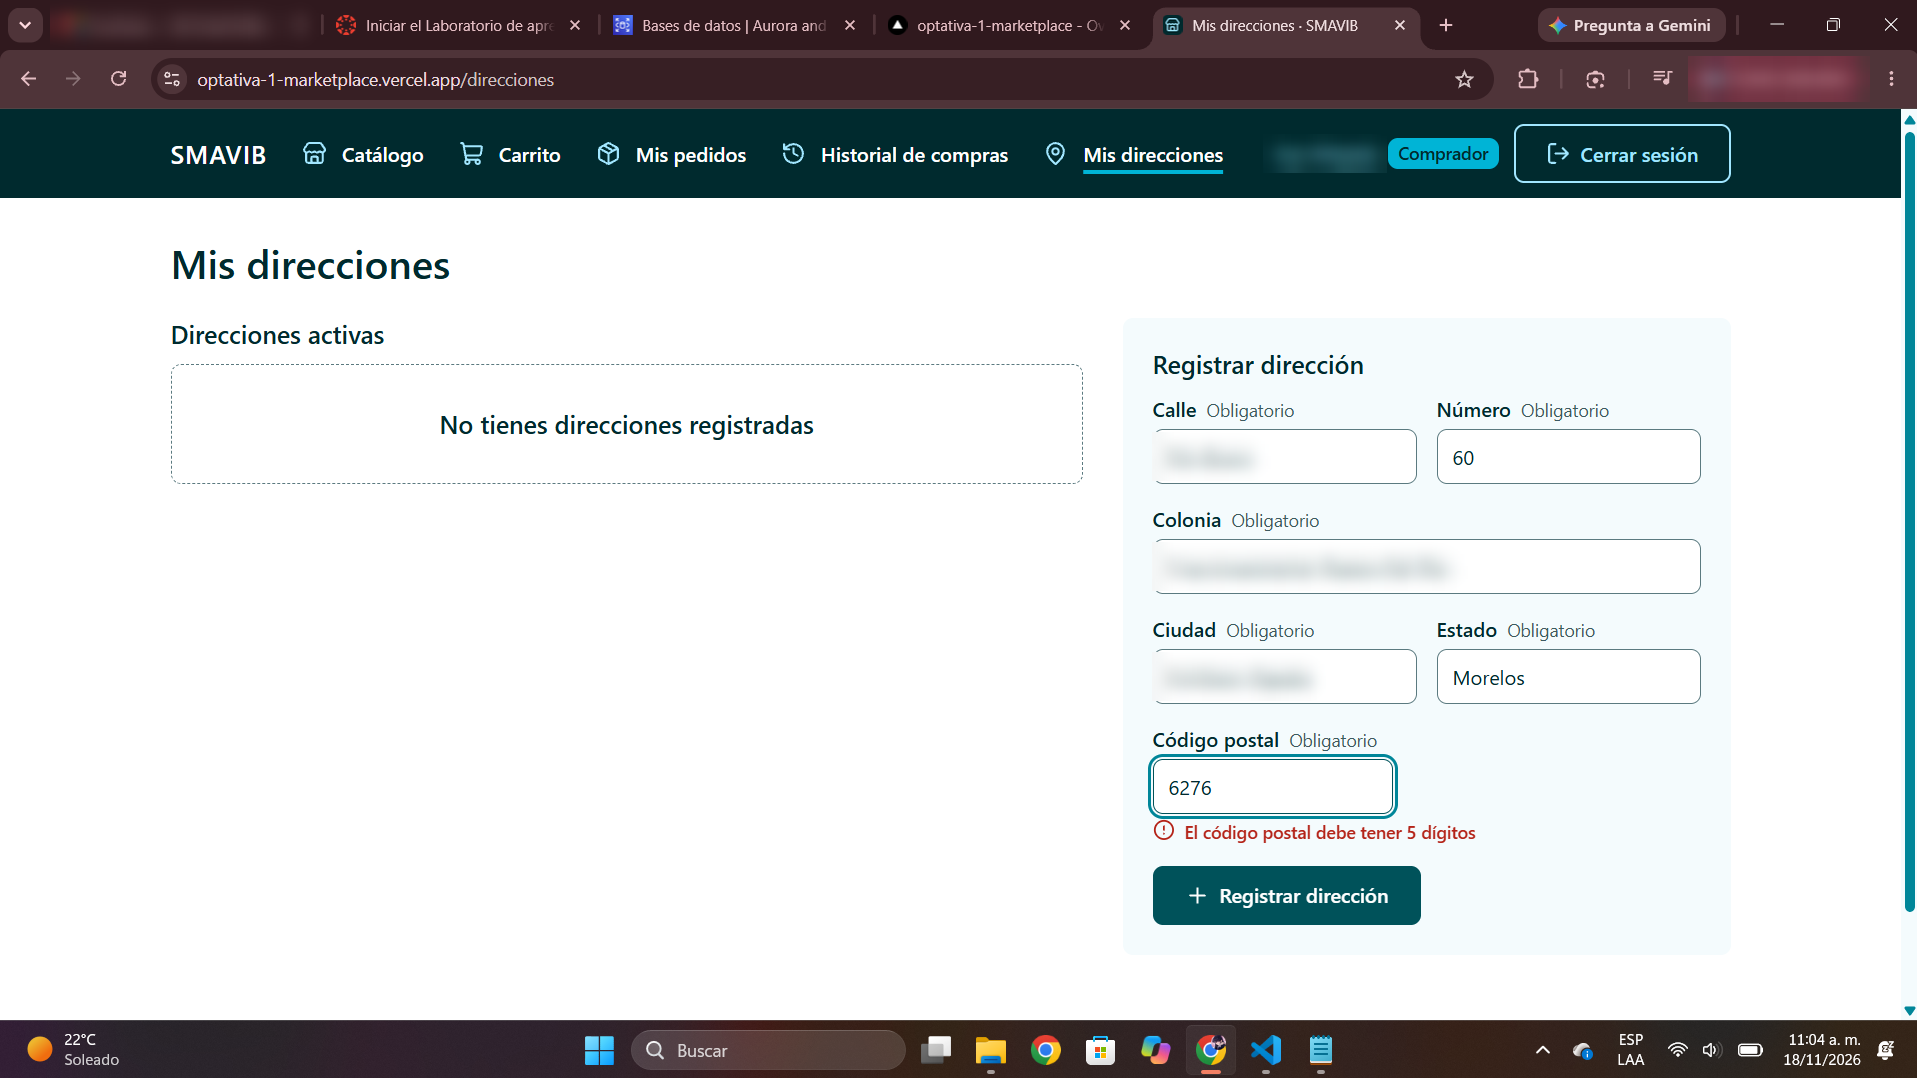 Iniciar el Laboratorio de apre
Bases de datos | Aurora and
optativa-1-marketplace - Ov
Mis direcciones · SMAVIB
Pregunta a Gemini
optativa-1-marketplace.vercel.app/direcciones
SMAVIB
Catálogo
Carrito
Mis pedidos
Historial de compras
Mis direcciones
Comprador
Cerrar sesión
Mis direcciones
Direcciones activas
No tienes direcciones registradas
Registrar dirección
Calle Obligatorio
Número Obligatorio
60
Colonia Obligatorio
Ciudad Obligatorio
Estado Obligatorio
Morelos
Código postal Obligatorio
6276
El código postal debe tener 5 dígitos
+ Registrar dirección
22°C
Soleado
Buscar
ESP
LAA
11:04 a. m.
18/11/2026